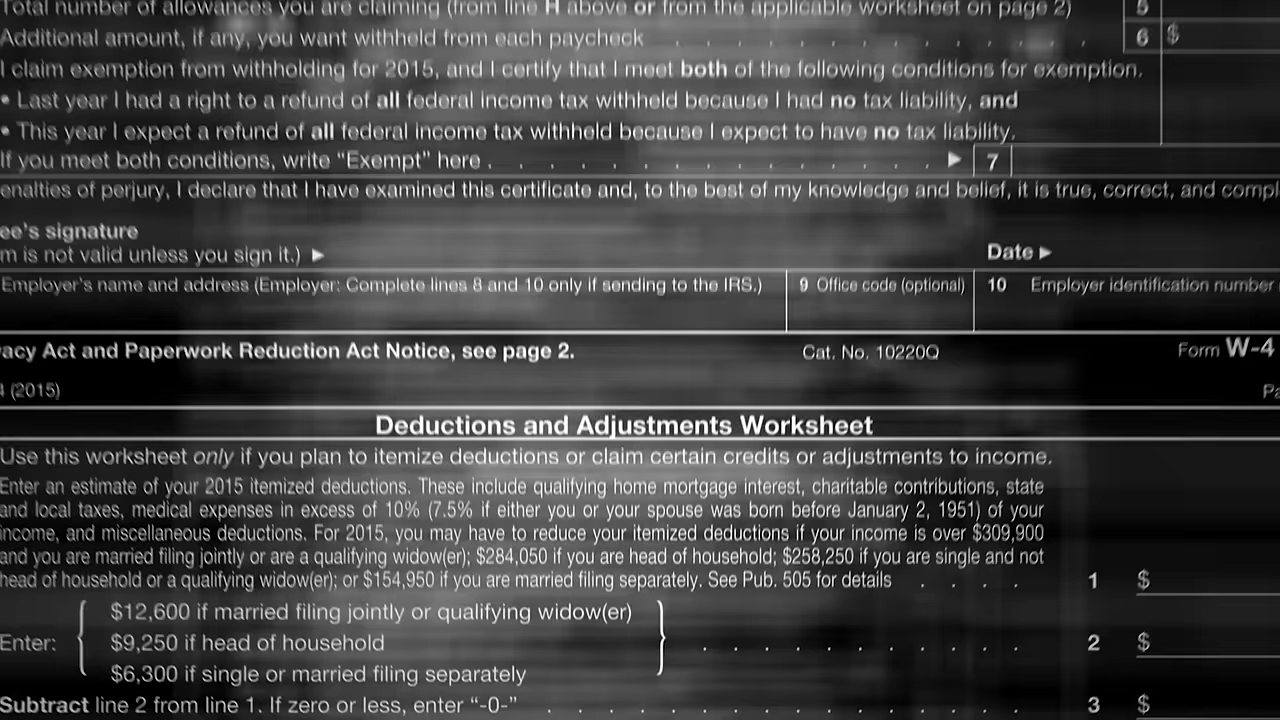 Total number of allowances you are claiming (from line H above or from the applicable worksheet on page 2) 5
Additional amount, if any, you want withheld from each paycheck . . . . . . . . . . . . . . 6 $
I claim exemption from withholding for 2015, and I certify that I meet both of the following conditions for exemption.
• Last year I had a right to a refund of all federal income tax withheld because I had no tax liability, and
• This year I expect a refund of all federal income tax withheld because I expect to have no tax liability.
If you meet both conditions, write “Exempt” here . . . . . . . . . . . . . . . ▶ 7
enalties of perjury, I declare that I have examined this certificate and, to the best of my knowledge and belief, it is true, correct, and compl
ee's signature
m is not valid unless you sign it.) ▶ Date ▶
Employer's name and address (Employer: Complete lines 8 and 10 only if sending to the IRS.) 9 Office code (optional) 10 Employer identification number
acy Act and Paperwork Reduction Act Notice, see page 2. Cat. No. 10220Q Form W-4
4 (2015) Pa
Deductions and Adjustments Worksheet
Use this worksheet only if you plan to itemize deductions or claim certain credits or adjustments to income.
Enter an estimate of your 2015 itemized deductions. These include qualifying home mortgage interest, charitable contributions, state
and local taxes, medical expenses in excess of 10% (7.5% if either you or your spouse was born before January 2, 1951) of your
income, and miscellaneous deductions. For 2015, you may have to reduce your itemized deductions if your income is over $309,900
and you are married filing jointly or are a qualifying widow(er); $284,050 if you are head of household; $258,250 if you are single and not
head of household or a qualifying widow(er); or $154,950 if you are married filing separately. See Pub. 505 for details . . . . 1 $
$12,600 if married filing jointly or qualifying widow(er)
Enter: $9,250 if head of household . . . . . . . . . . . 2 $
$6,300 if single or married filing separately
Subtract line 2 from line 1. If zero or less, enter “-0-” . . . . . . . . . . . . . . . 3 $